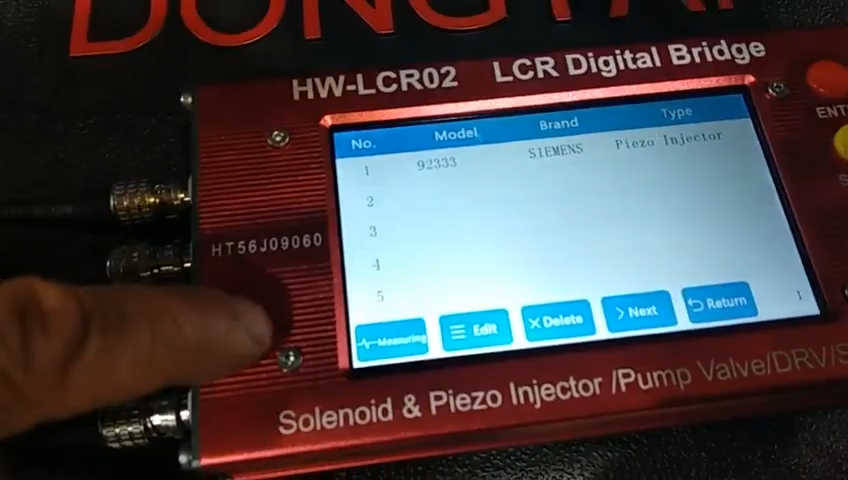 HW-LCR02 LCR Digital Bridge
No. Model Brand Type
1 92333 SIEMENS Piezo Injector
2
3
4
5
HT56J09060
Measuring Edit Delete Next Return 1
Solenoid & Piezo Injector /Pump Valve/DRV/